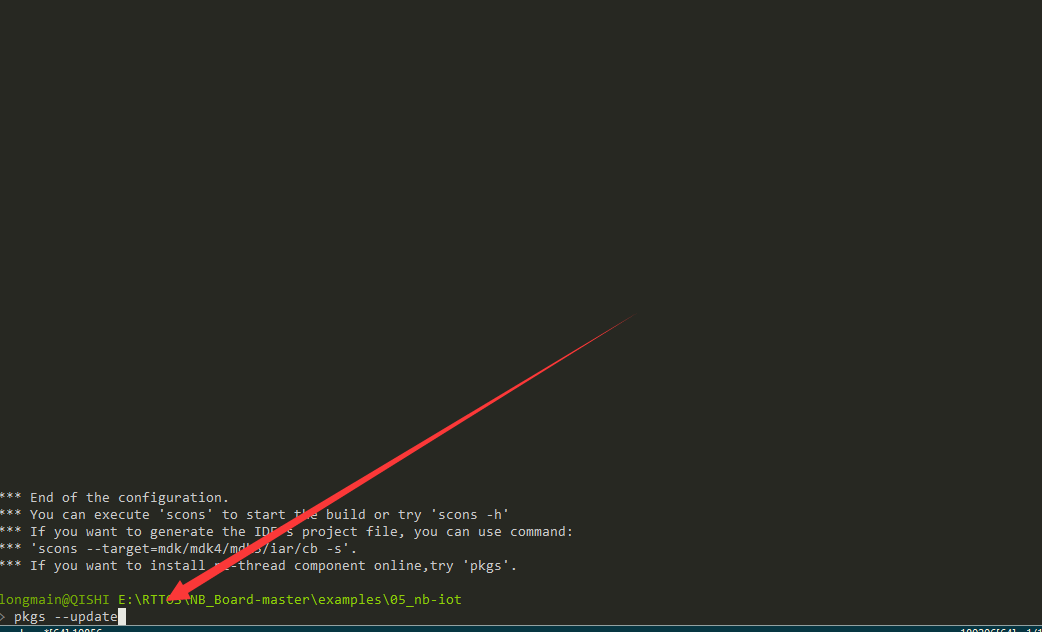 *** End of the configuration.
*** You can execute 'scons' to start the build or try 'scons -h'
*** If you want to generate the IDE's project file, you can use command:
*** 'scons --target=mdk/mdk4/mdk5/iar/cb -s'.
*** If you want to install rt-thread component online,try 'pkgs'.
longmain@QISHI E:\RTTOS\NB_Board-master\examples\05_nb-iot
> pkgs --update